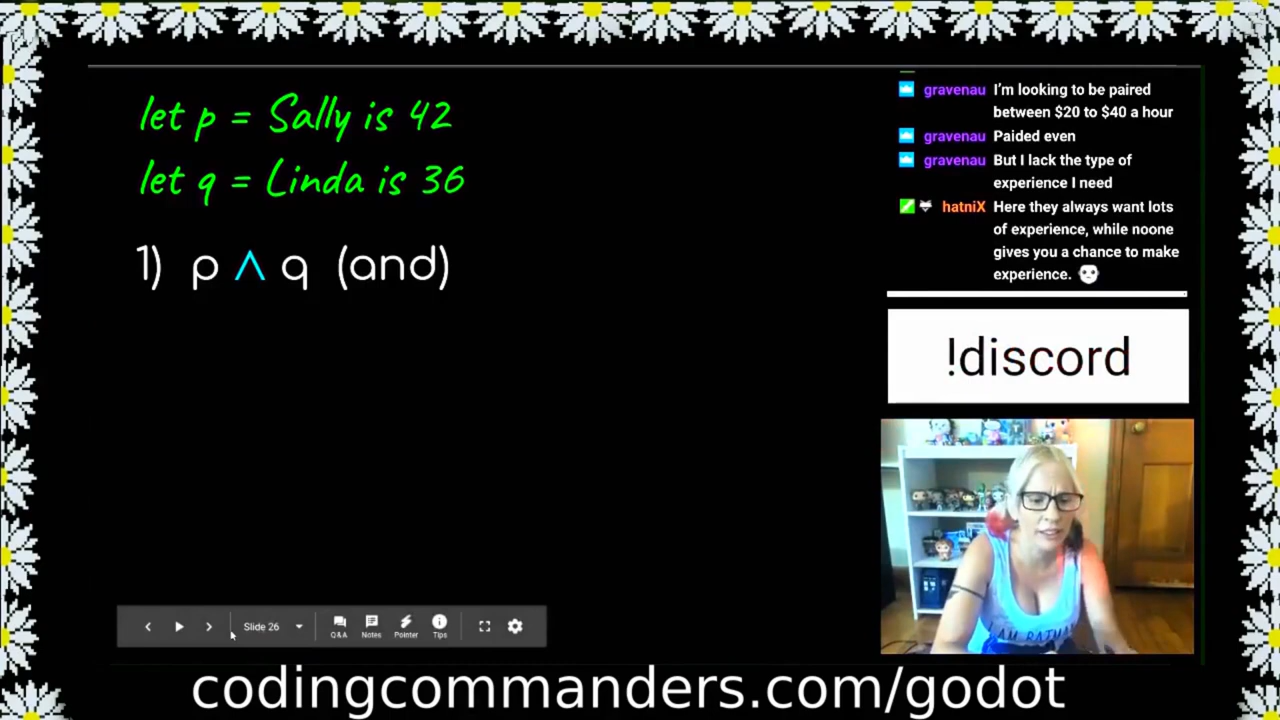 let p = Sally is 42
let q = Linda is 36
1) p ∧ q (and)
gravenau I'm looking to be paired
between $20 to $40 a hour
gravenau Paided even
gravenau But I lack the type of
experience I need
hatniX Here they always want lots
of experience, while noone
gives you a chance to make
experience.
!discord
I AM BATMAN
Slide 26
Q&A Notes Pointer Tips
codingcommanders.com/godot